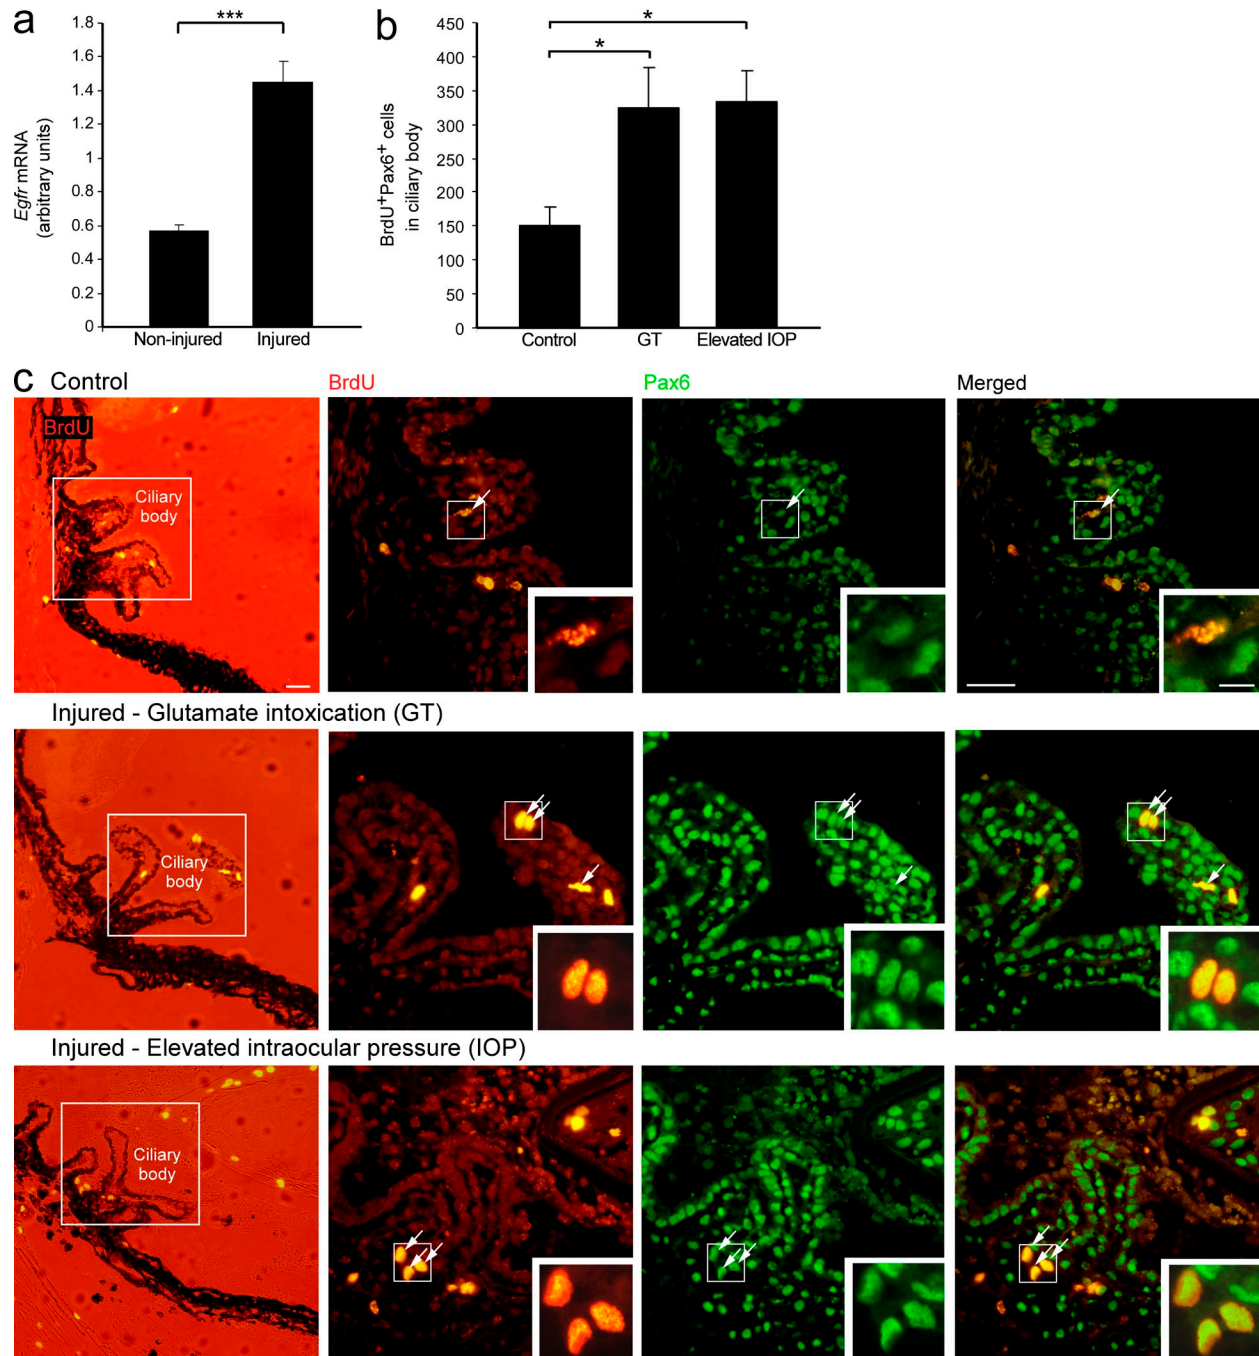 a
***
1.8
1.6
1.4
1.2
1
0.8
0.6
0.4
0.2
0
Egfr mRNA
(arbitrary units)
Non-injured
Injured
b
*
*
450
400
350
300
250
200
150
100
50
0
BrdU+Pax6+ cells
in ciliary body
Control
GT
Elevated IOP
c
Control
BrdU
Pax6
Merged
BrdU
Ciliary
body
Injured - Glutamate intoxication (GT)
Ciliary
body
Injured - Elevated intraocular pressure (IOP)
Ciliary
body